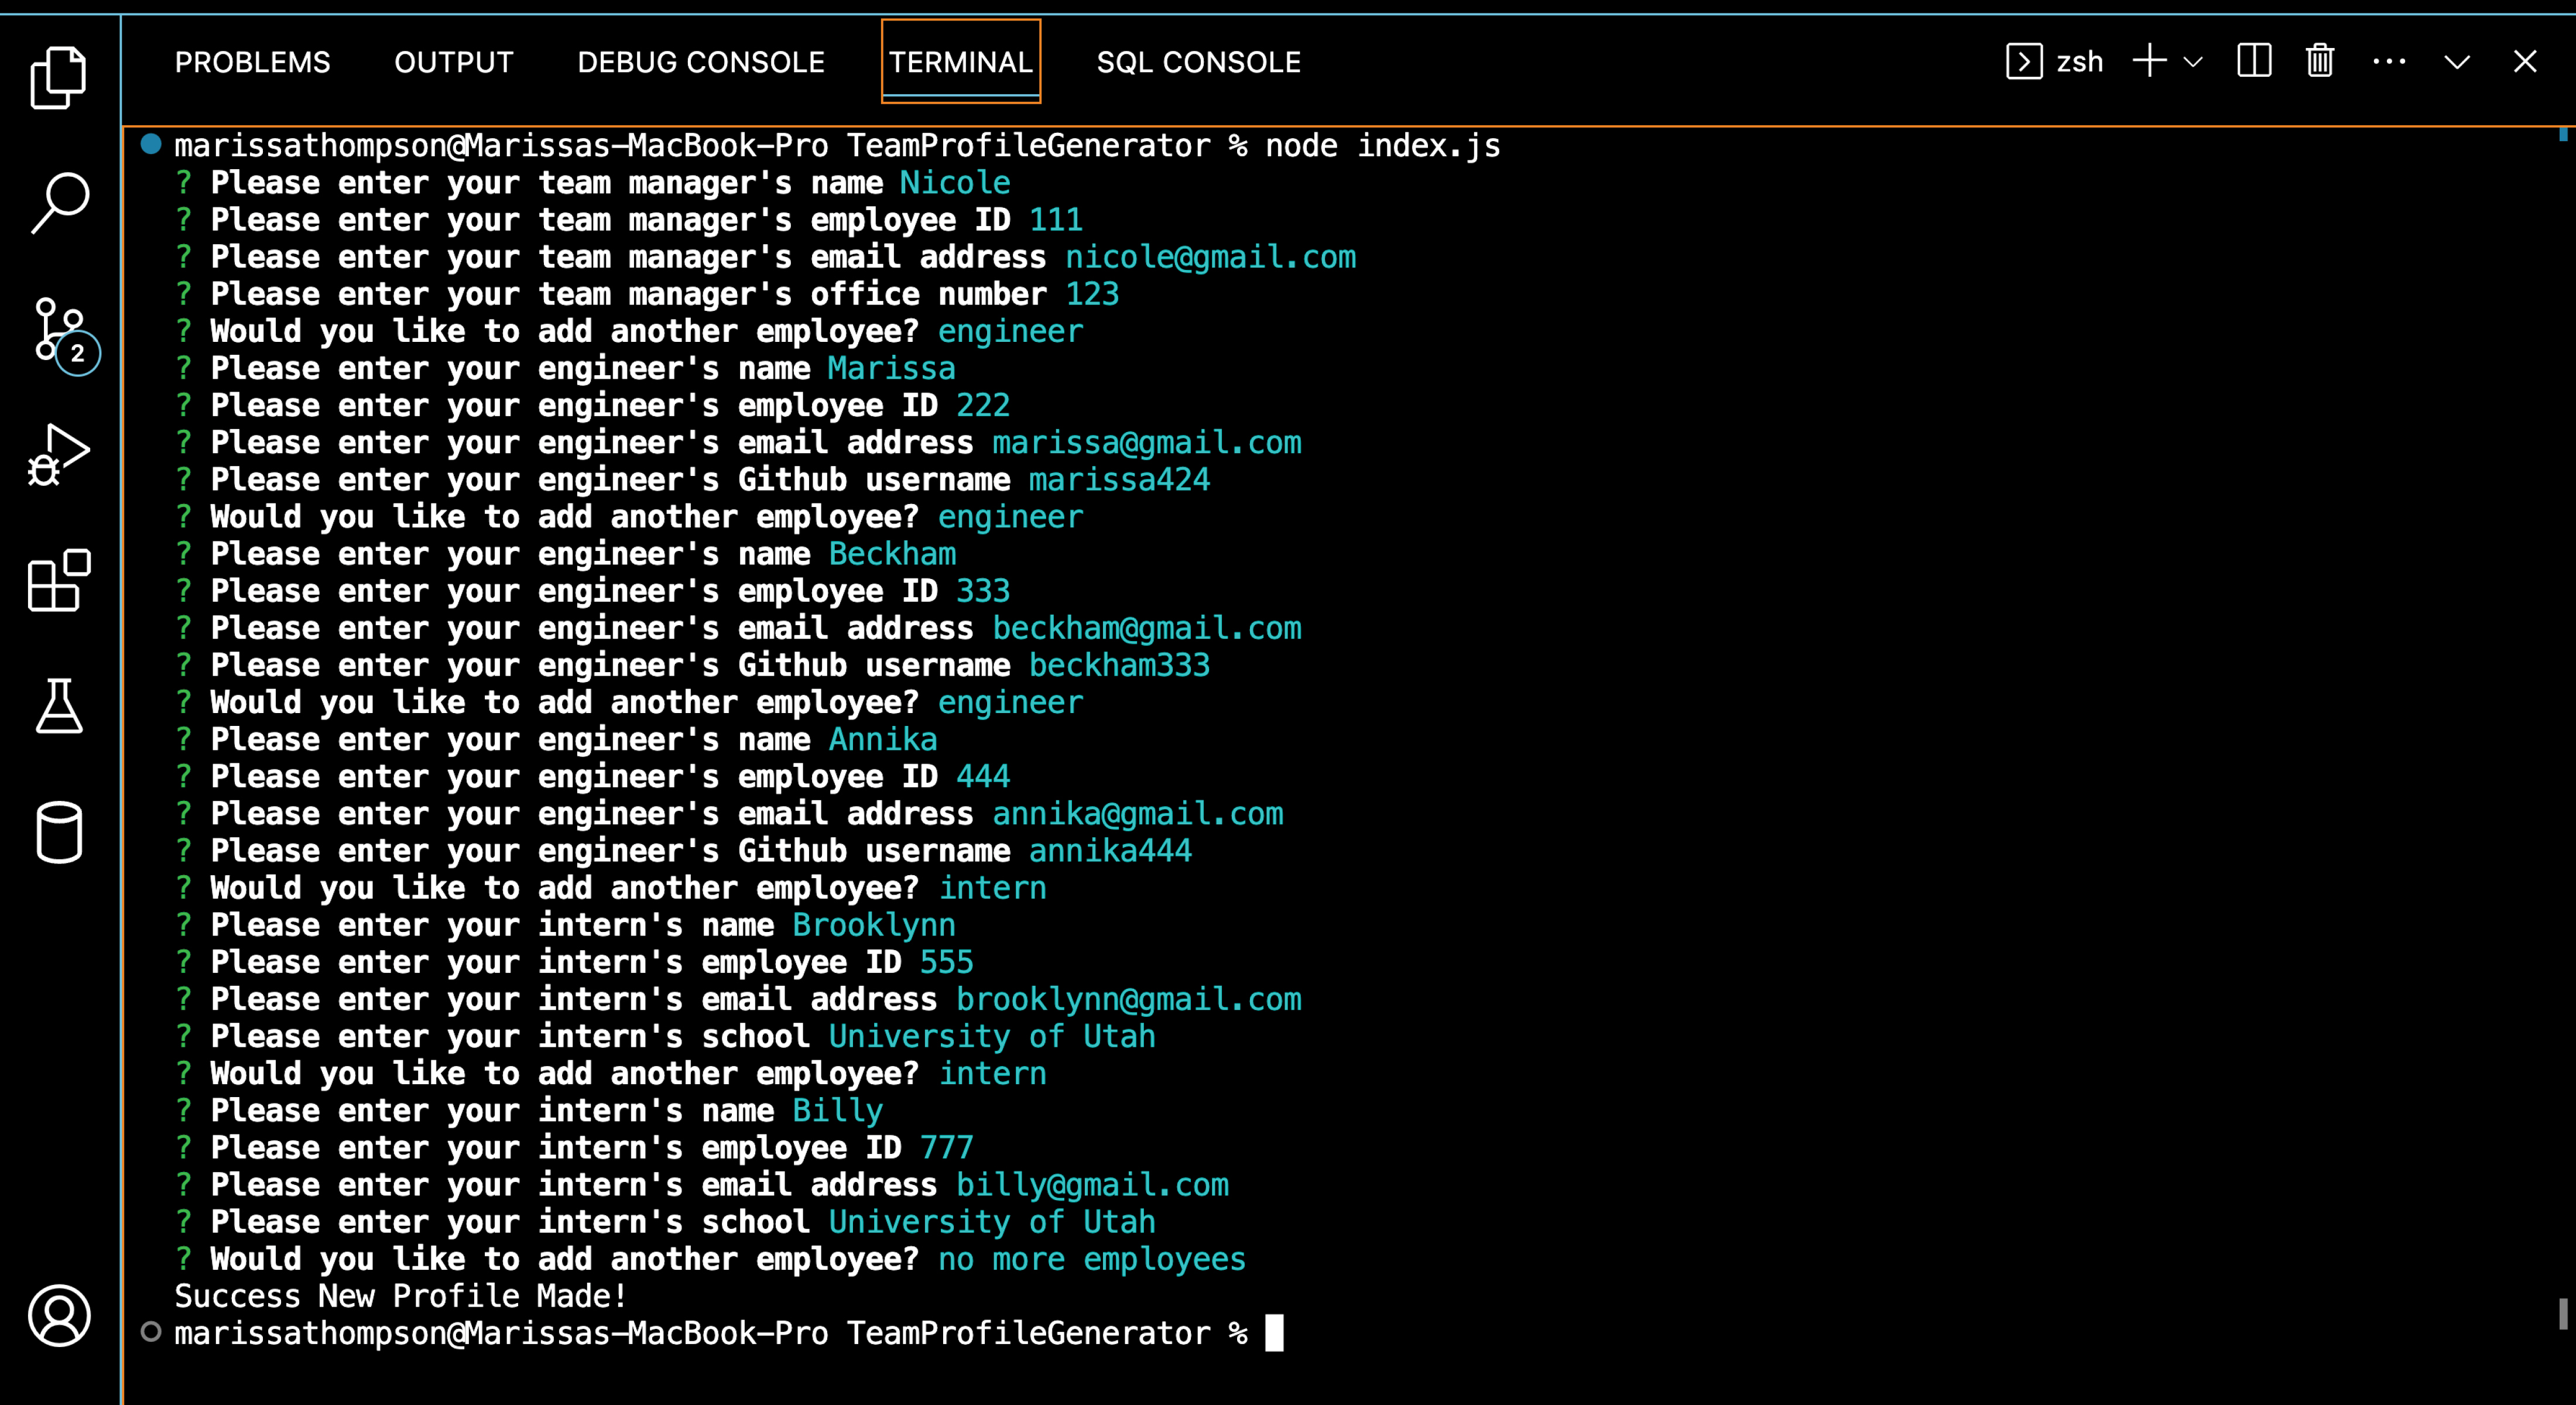 PROBLEMS OUTPUT DEBUG CONSOLE TERMINAL SQL CONSOLE zsh
marissathompson@Marissas-MacBook-Pro TeamProfileGenerator % node index.js
? Please enter your team manager's name Nicole
? Please enter your team manager's employee ID 111
? Please enter your team manager's email address nicole@gmail.com
? Please enter your team manager's office number 123
? Would you like to add another employee? engineer
? Please enter your engineer's name Marissa
? Please enter your engineer's employee ID 222
? Please enter your engineer's email address marissa@gmail.com
? Please enter your engineer's Github username marissa424
? Would you like to add another employee? engineer
? Please enter your engineer's name Beckham
? Please enter your engineer's employee ID 333
? Please enter your engineer's email address beckham@gmail.com
? Please enter your engineer's Github username beckham333
? Would you like to add another employee? engineer
? Please enter your engineer's name Annika
? Please enter your engineer's employee ID 444
? Please enter your engineer's email address annika@gmail.com
? Please enter your engineer's Github username annika444
? Would you like to add another employee? intern
? Please enter your intern's name Brooklynn
? Please enter your intern's employee ID 555
? Please enter your intern's email address brooklynn@gmail.com
? Please enter your intern's school University of Utah
? Would you like to add another employee? intern
? Please enter your intern's name Billy
? Please enter your intern's employee ID 777
? Please enter your intern's email address billy@gmail.com
? Please enter your intern's school University of Utah
? Would you like to add another employee? no more employees
Success New Profile Made!
marissathompson@Marissas-MacBook-Pro TeamProfileGenerator %
2